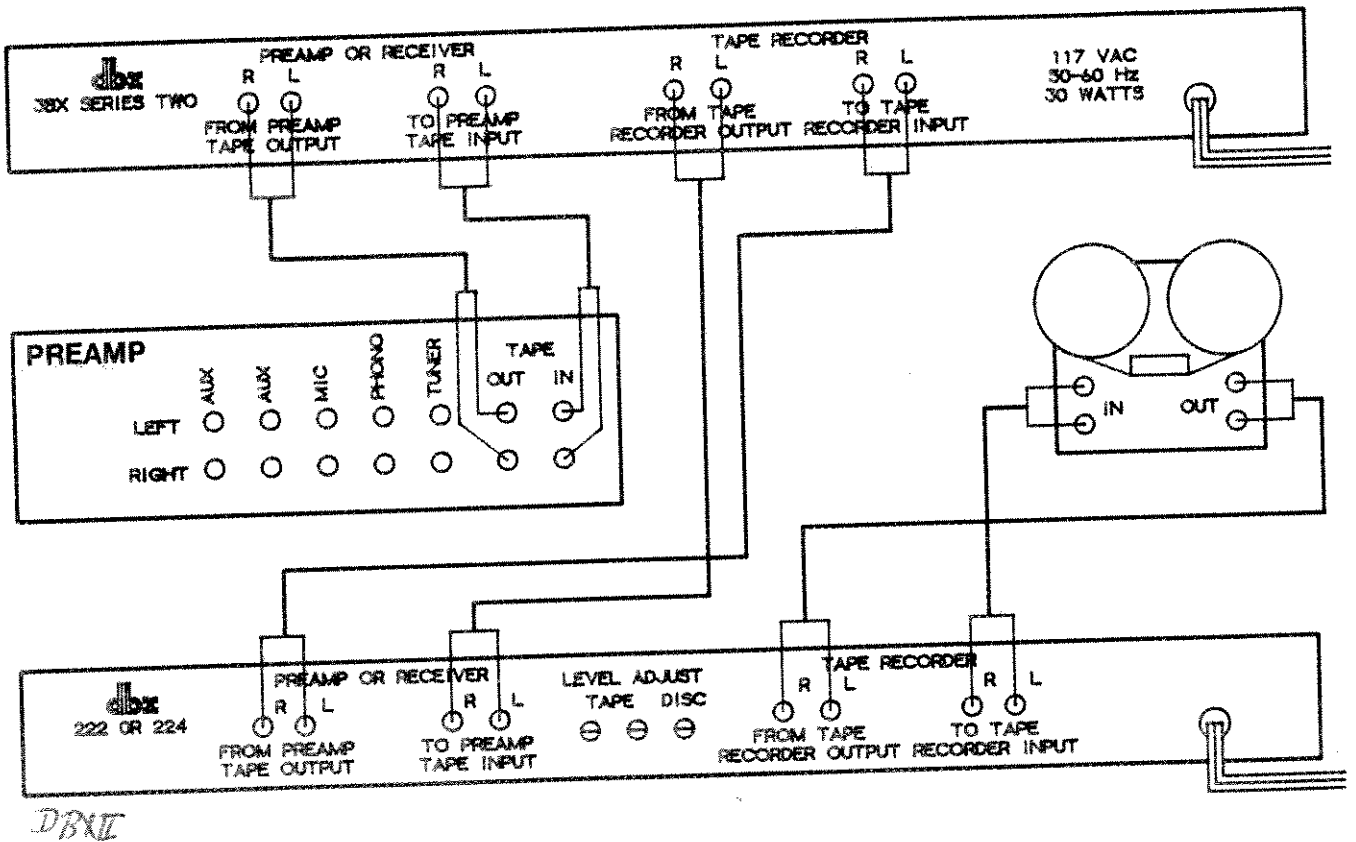 PREAMP OR RECEIVER
TAPE RECORDER
dbx
38X SERIES TWO
R L
R L
R L
R L
117 VAC
30-60 Hz
30 WATTS
FROM PREAMP
TAPE OUTPUT
TO PREAMP
TAPE INPUT
FROM TAPE
RECORDER OUTPUT
TO TAPE
RECORDER INPUT
PREAMP
AUX
AUX
MIC
PHONO
TUNER
TAPE
OUT IN
LEFT
RIGHT
IN OUT
dbx
222 OR 224
PREAMP OR RECEIVER
R L
R L
LEVEL ADJUST
TAPE DISC
TAPE RECORDER
R L
R L
FROM PREAMP
TAPE OUTPUT
TO PREAMP
TAPE INPUT
FROM TAPE
RECORDER OUTPUT
TO TAPE
RECORDER INPUT
DBXII